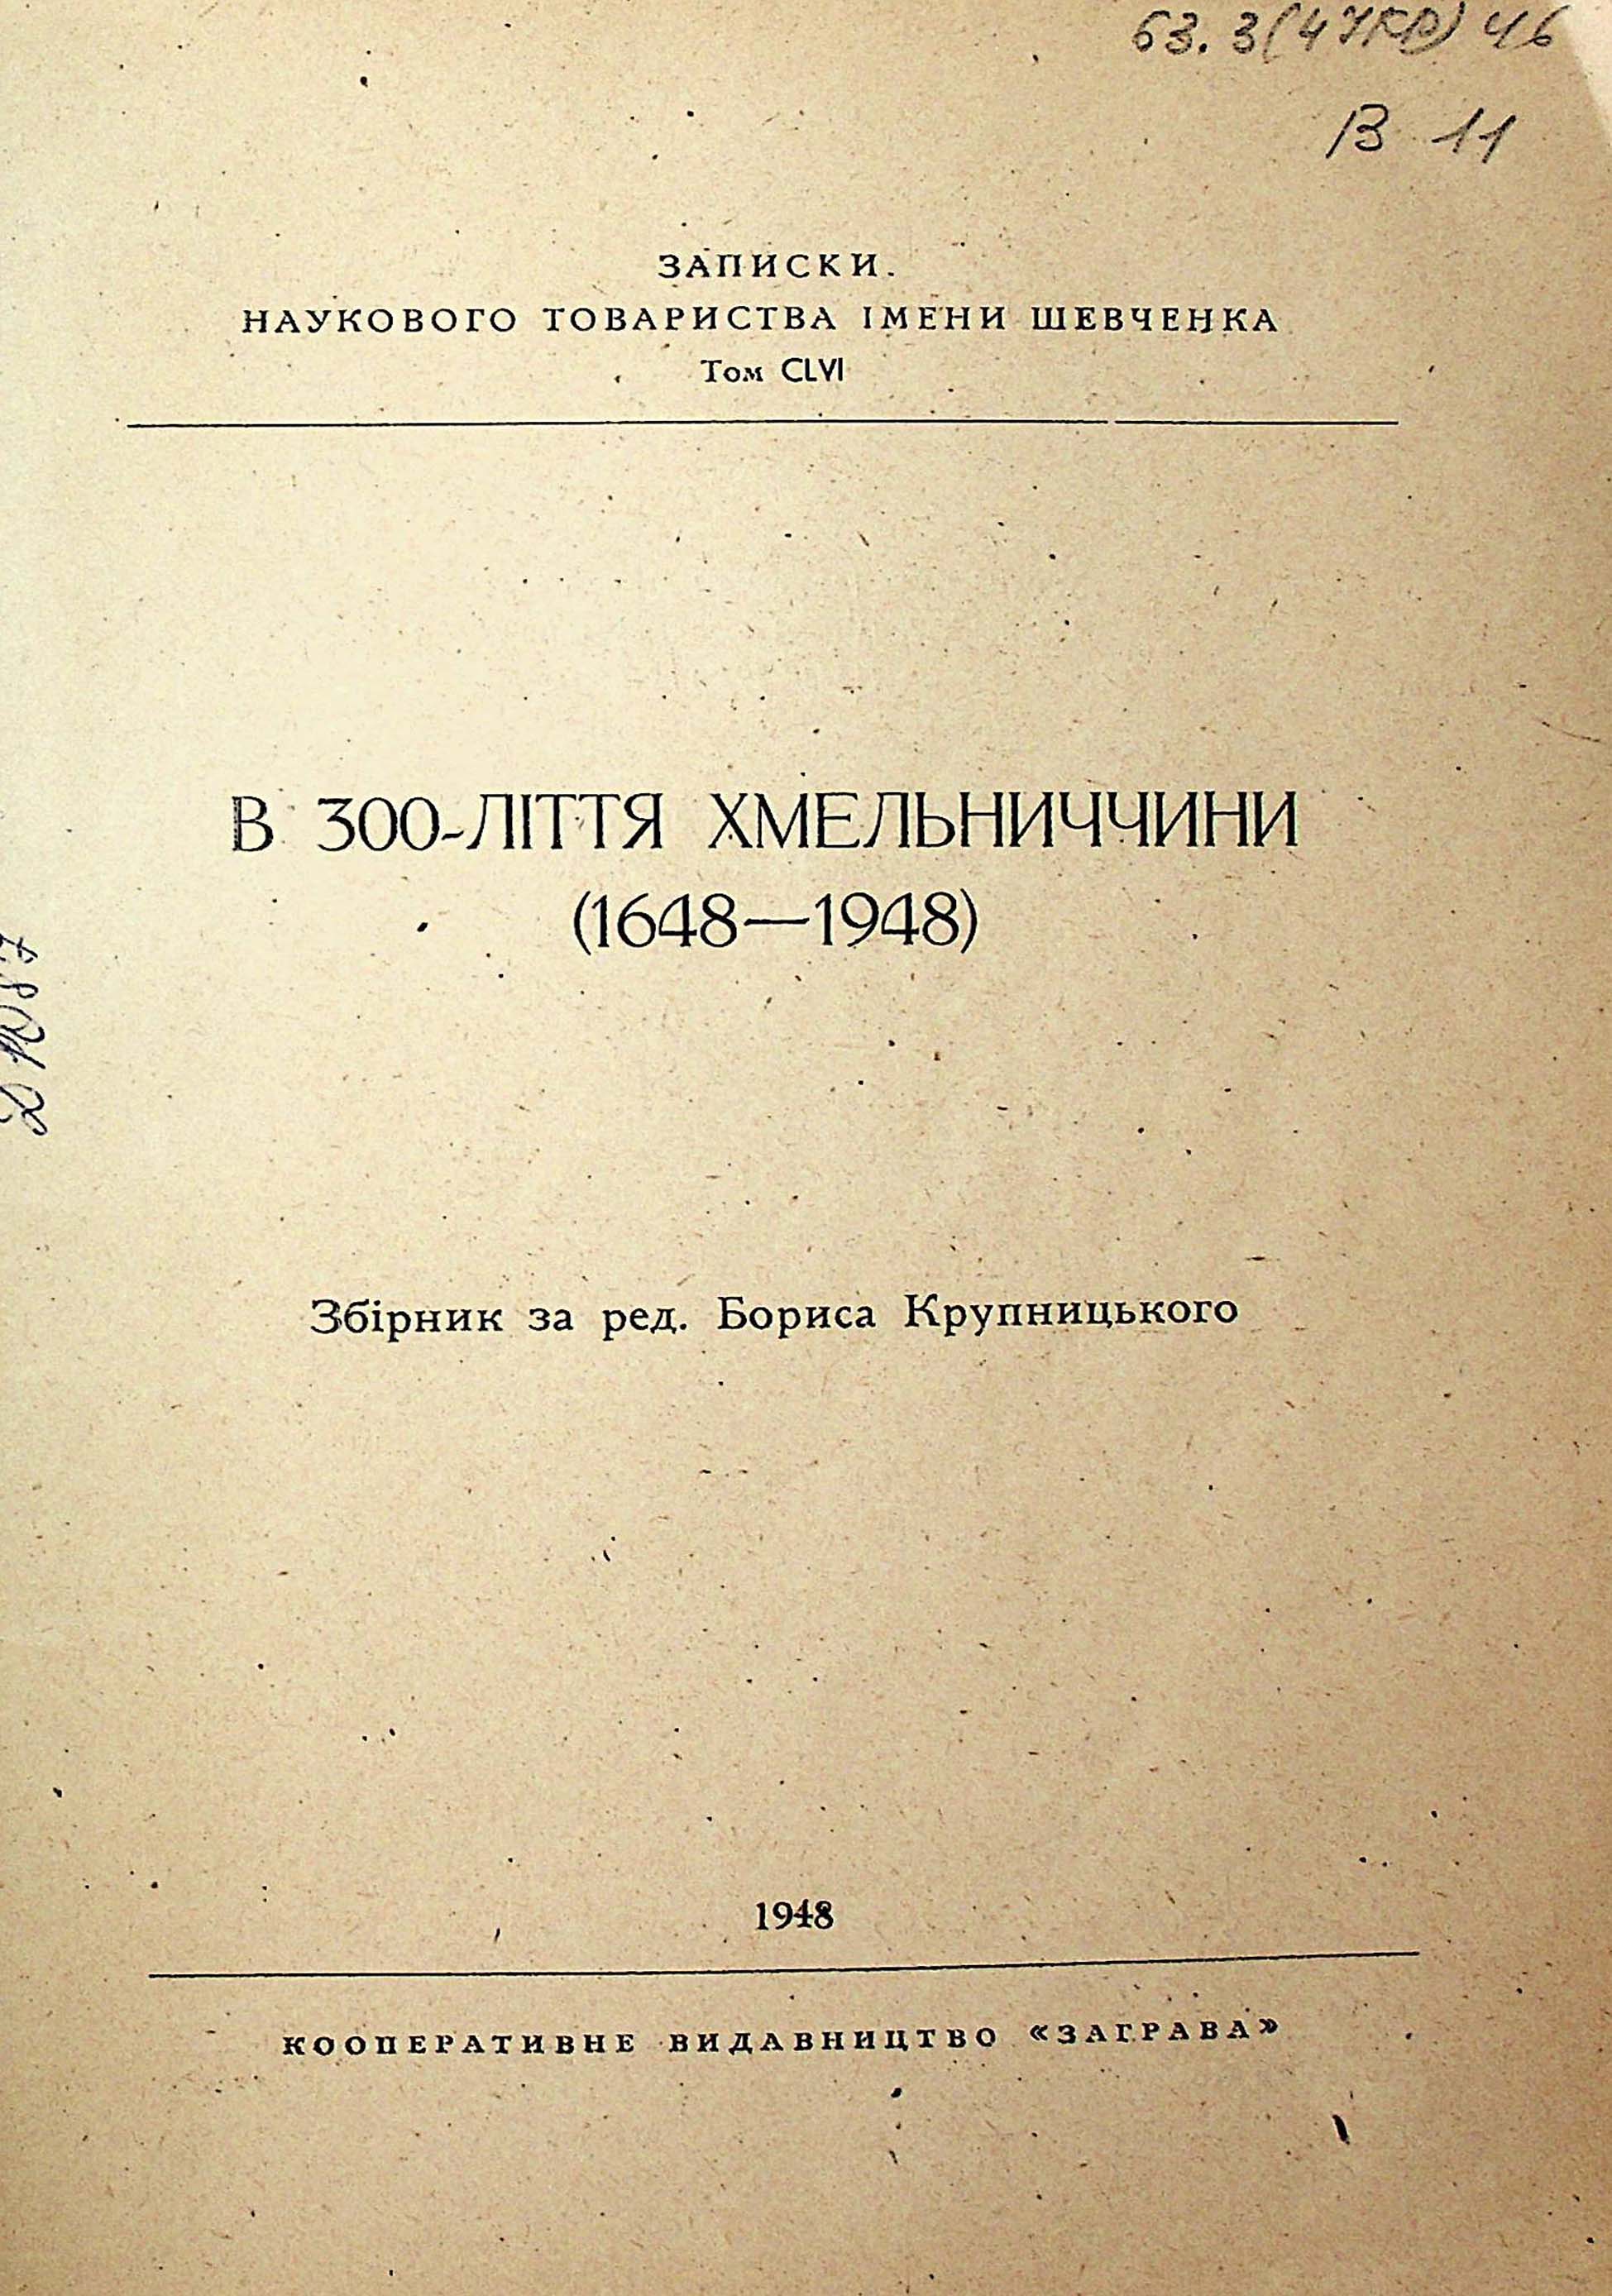 63.3(4УКР)46
В 11
ЗАПИСКИ.
НАУКОВОГО ТОВАРИСТВА ІМЕНИ ШЕВЧЕНКА
Том CLVI
В 300-ЛІТТЯ ХМЕЛЬНИЧЧИНИ
(1648—1948)
Збірник за ред. Бориса Крупницького
1948
КООПЕРАТИВНЕ ВИДАВНИЦТВО «ЗАГРАВА»